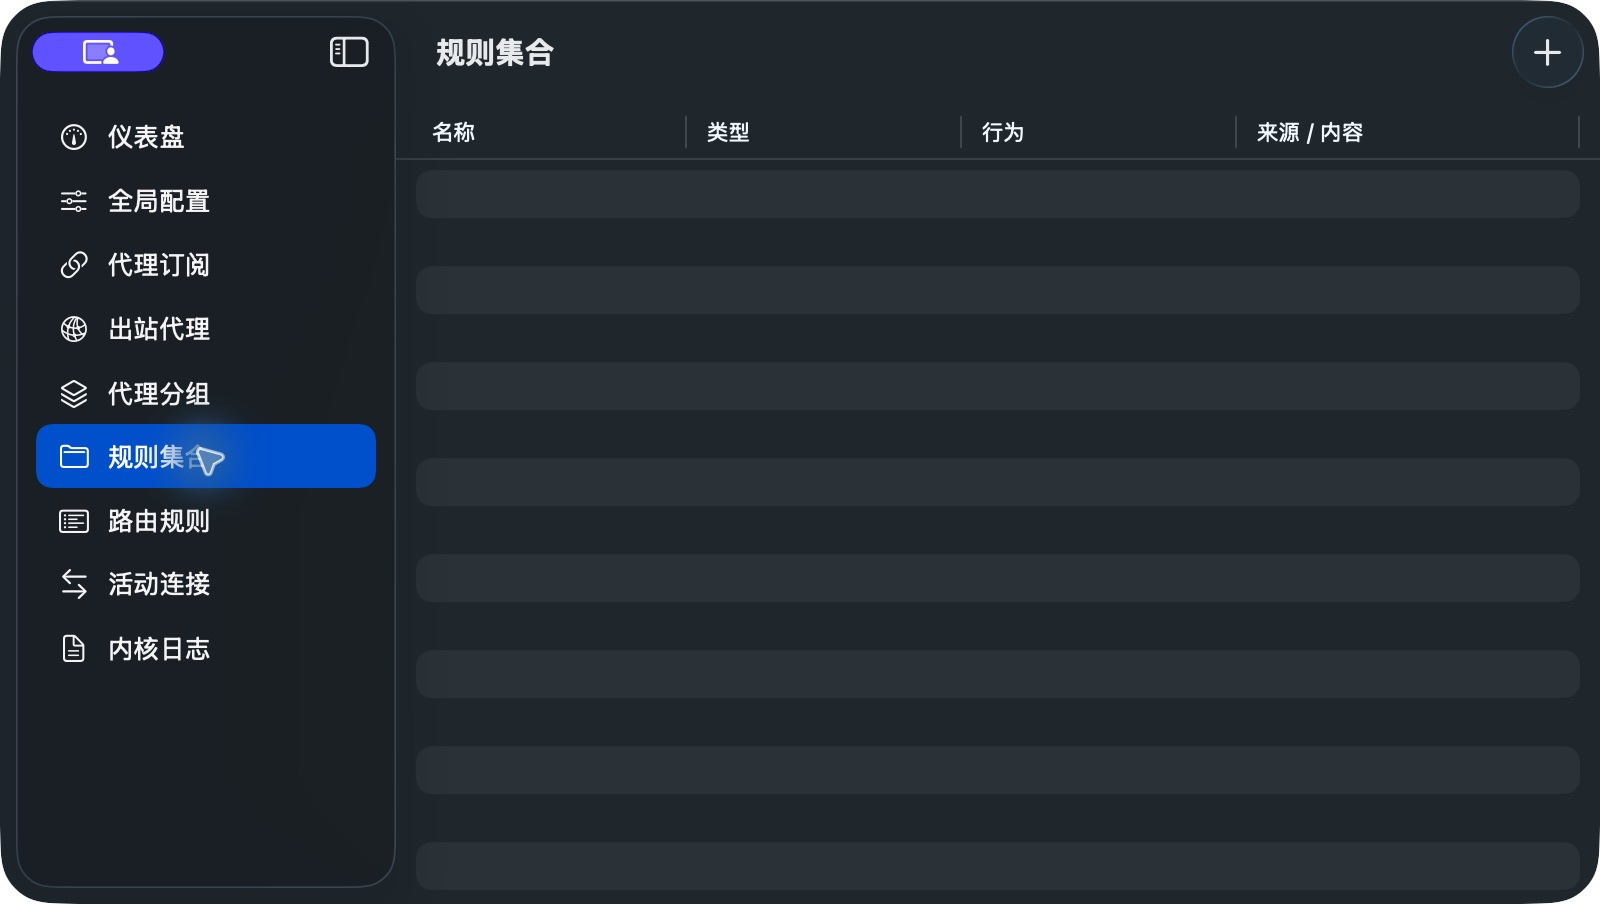 规则集合
仪表盘
全局配置
代理订阅
出站代理
代理分组
规则集合
路由规则
活动连接
内核日志
名称
类型
行为
来源 / 内容